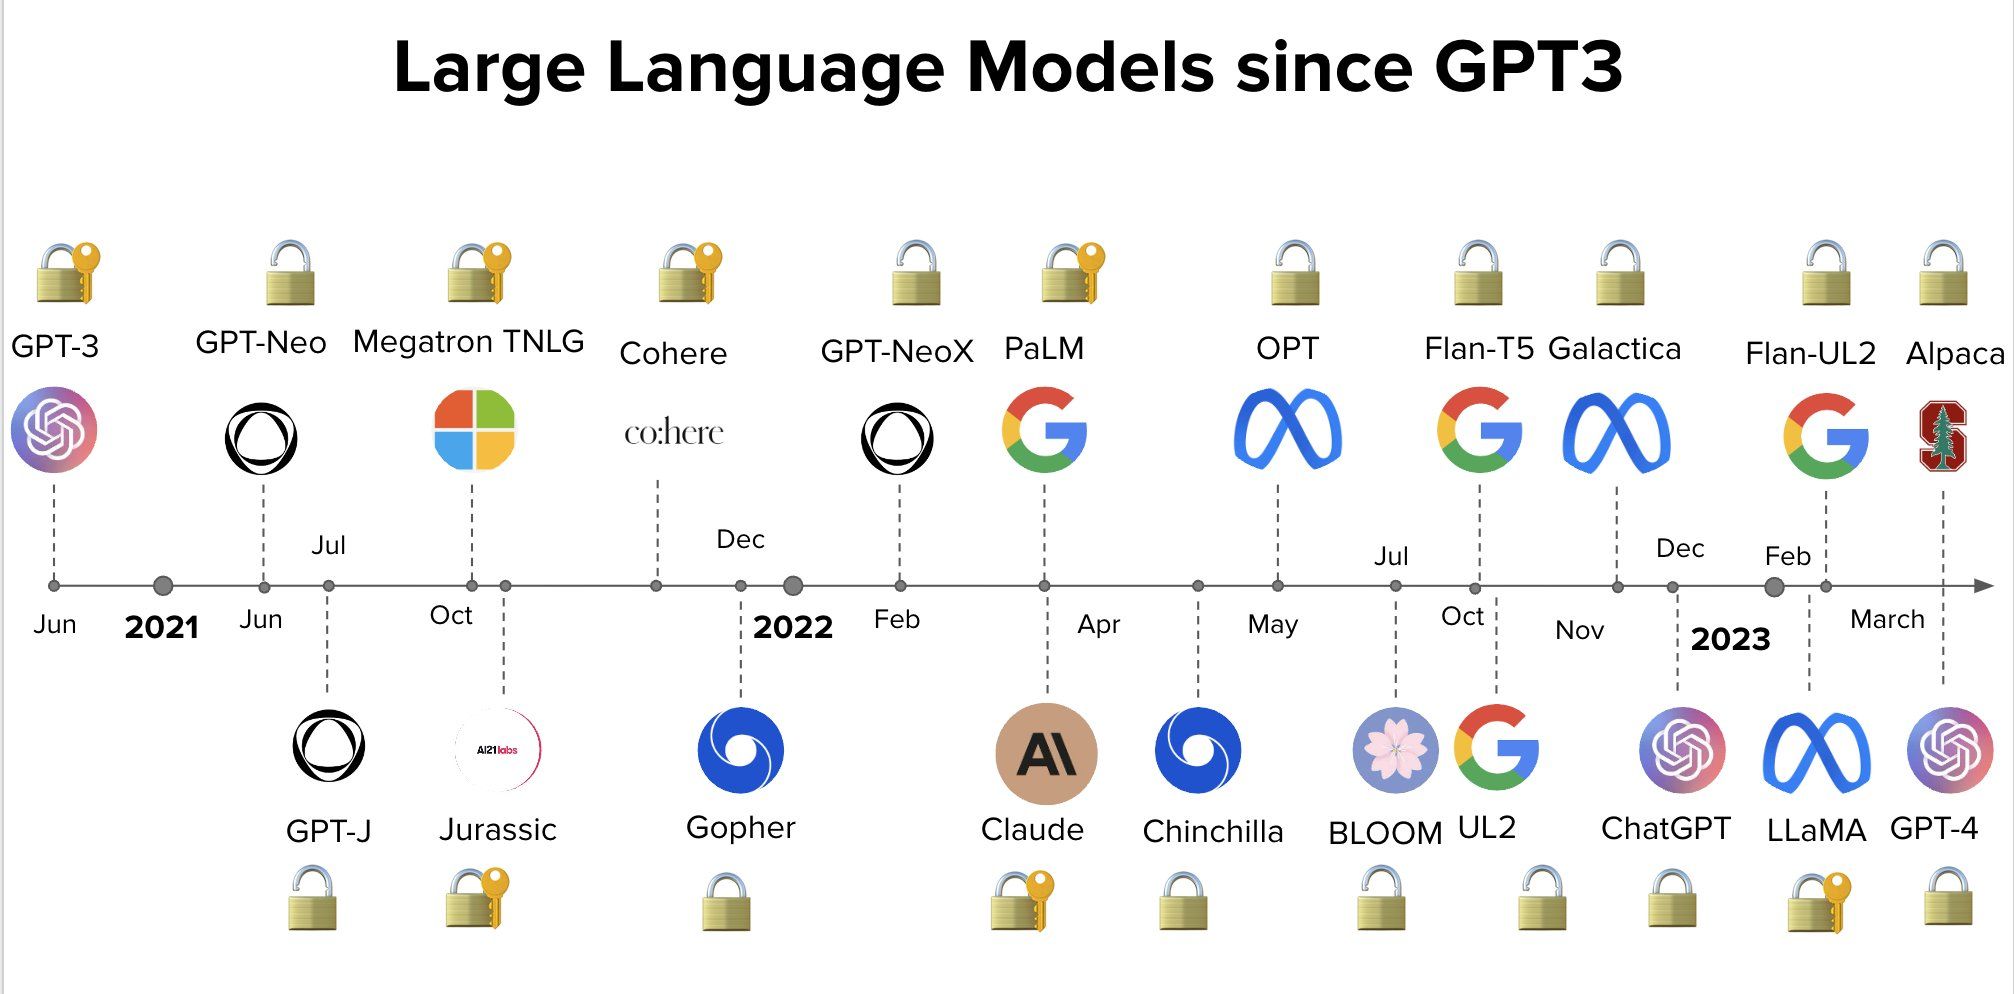 Large Language Models since GPT3
GPT-3
GPT-Neo
Megatron TNLG
Cohere
GPT-NeoX
PaLM
OPT
Flan-T5
Galactica
Flan-UL2
Alpaca
co:here
Jul
Dec
Jul
Dec
Feb
Jun
2021
Jun
Oct
2022
Feb
Apr
May
Oct
Nov
2023
March
AI21labs
AI
GPT-J
Jurassic
Gopher
Claude
Chinchilla
BLOOM
UL2
ChatGPT
LLaMA
GPT-4